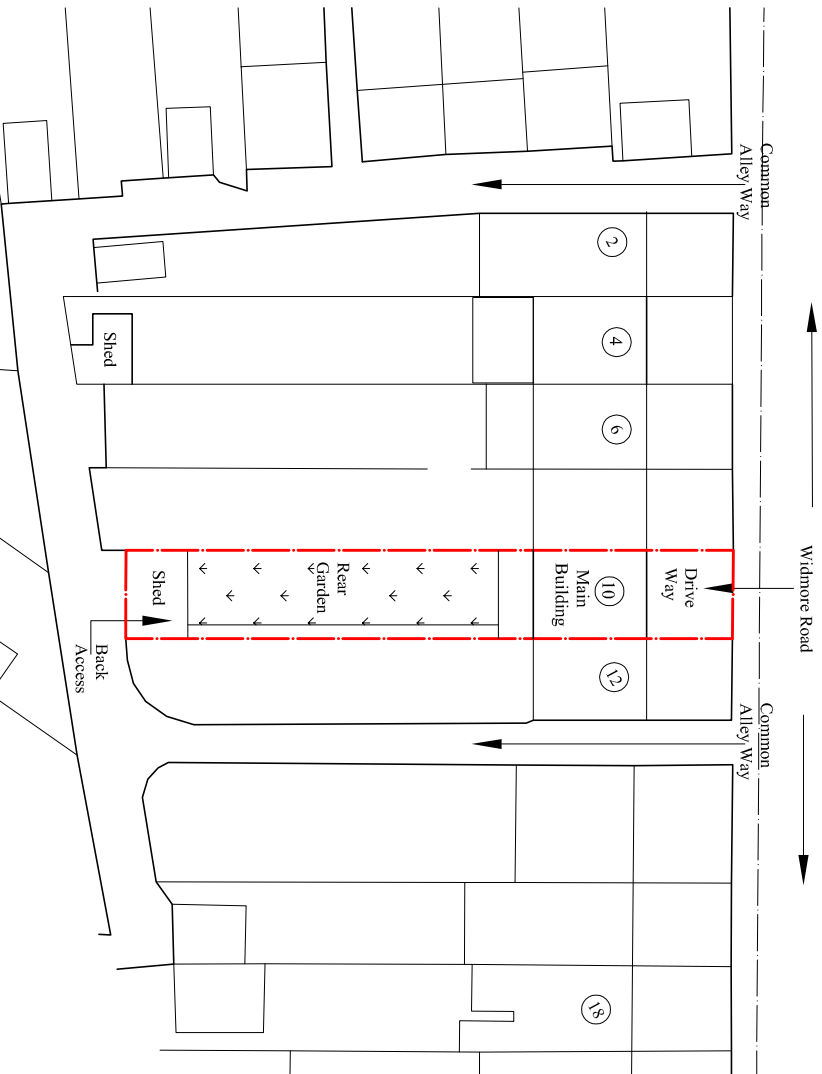 Common
Alley Way
2
4
Shed
6
Widmore Road
Drive
Way
10
Main
Building
Rear
Garden
Shed
Back
Access
12
Common
Alley Way
18